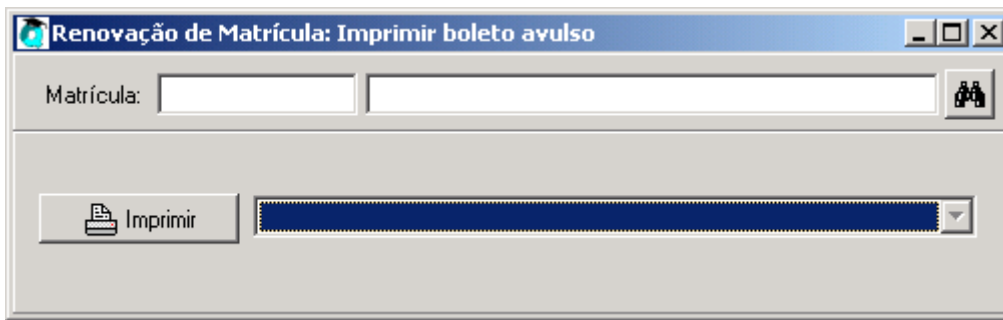 Renovação de Matrícula: Imprimir boleto avulso
Matrícula:
Imprimir